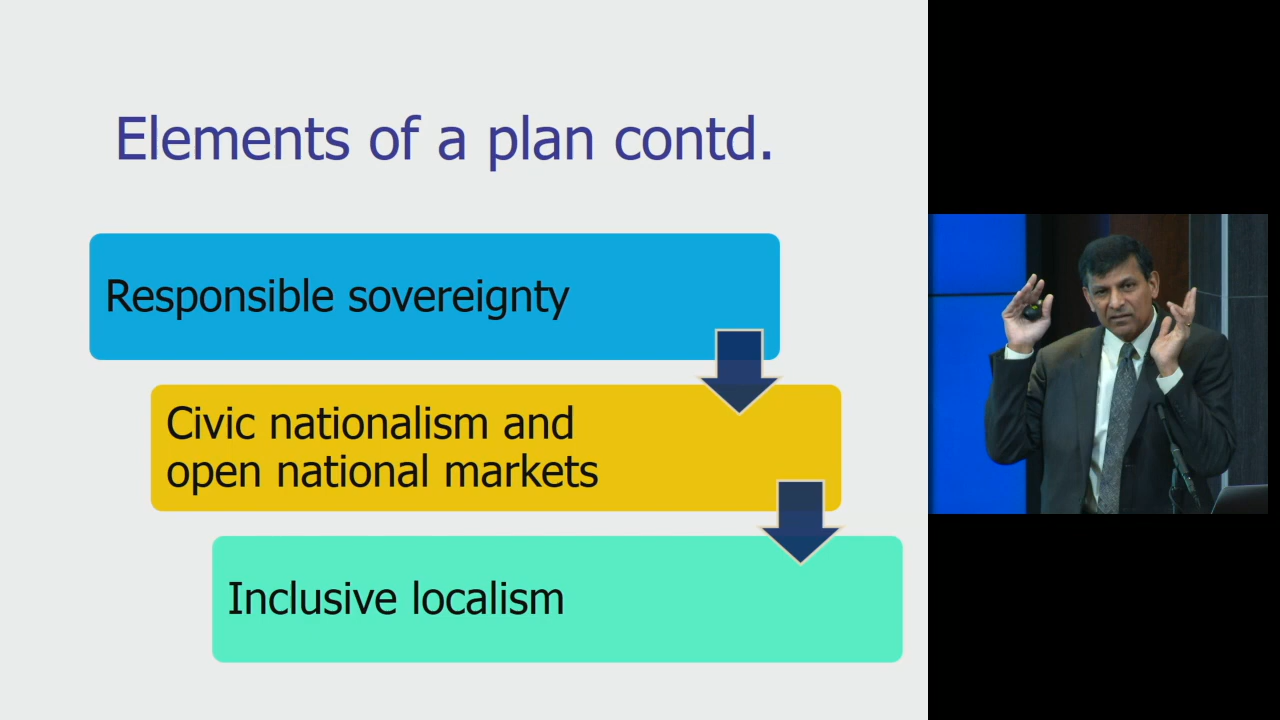 Elements of a plan contd.
Responsible sovereignty
Civic nationalism and
open national markets
Inclusive localism